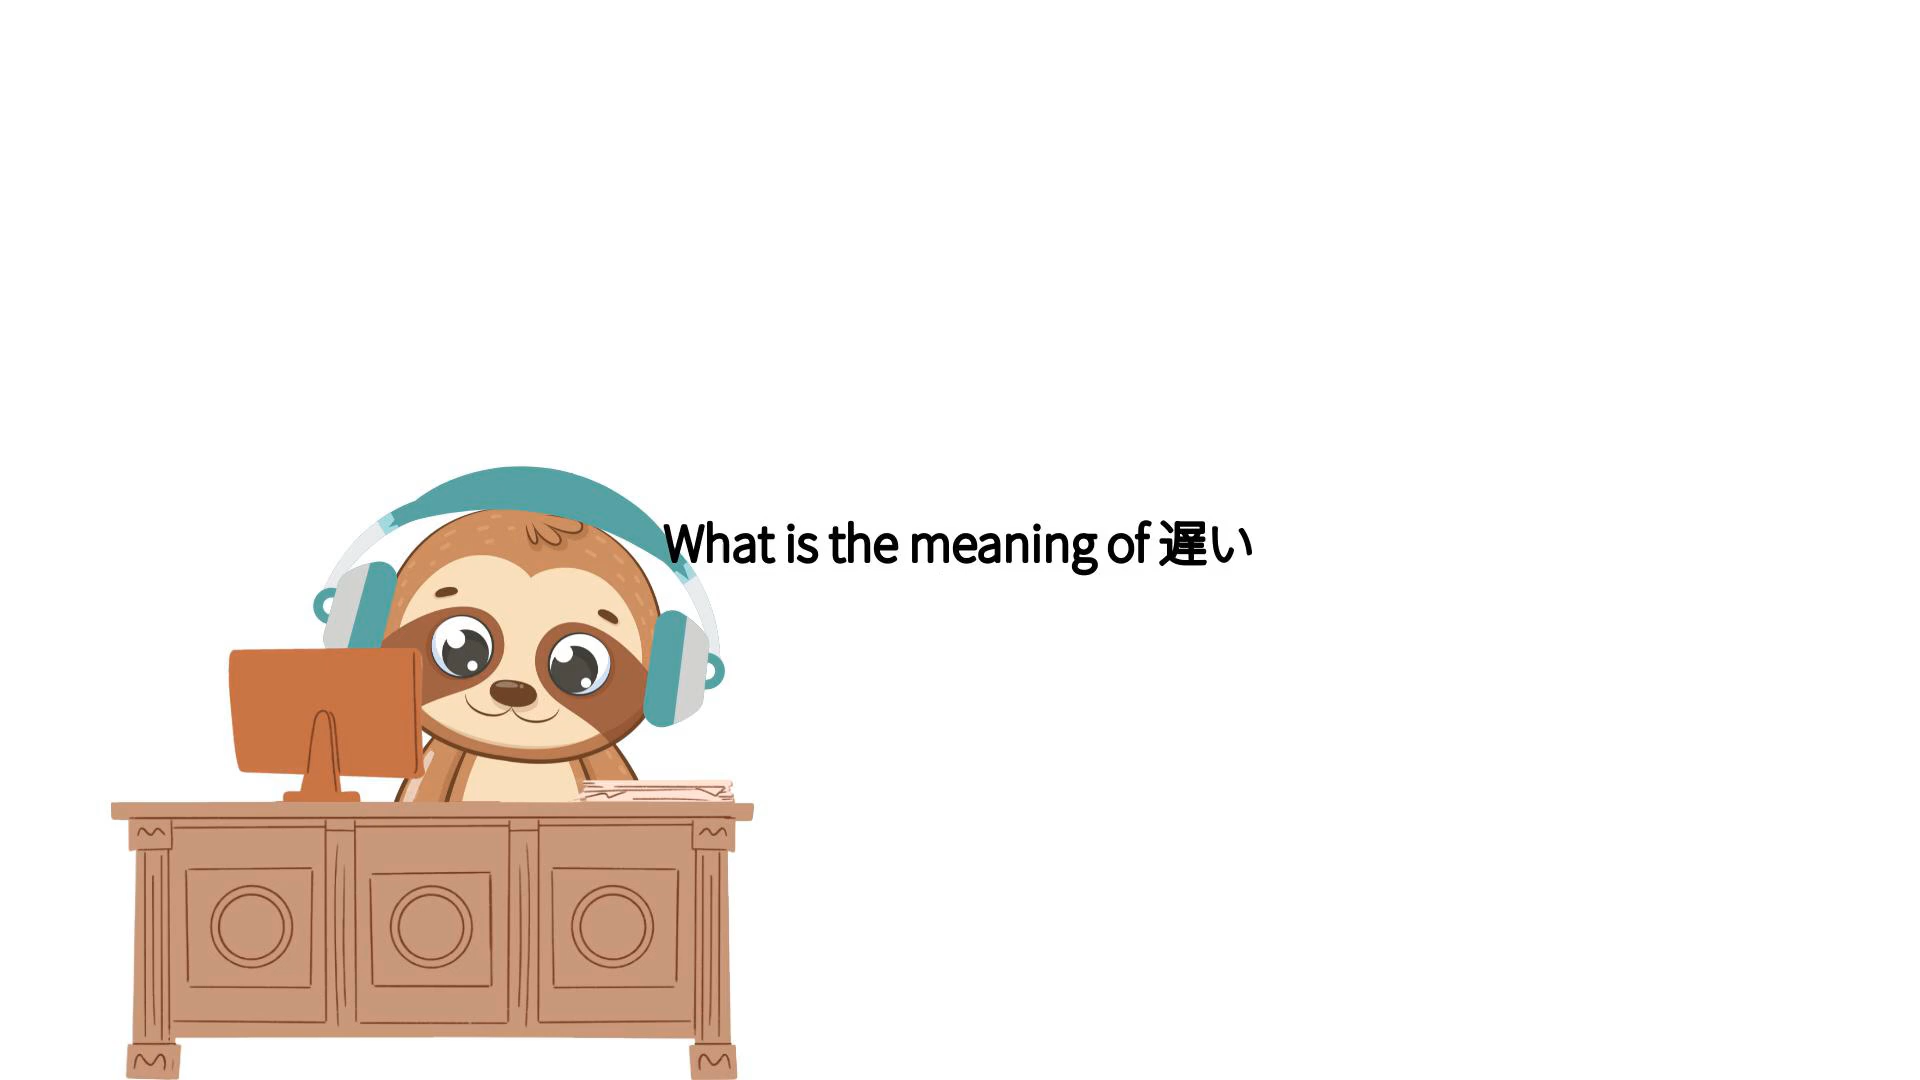 What is the meaning of 遅い